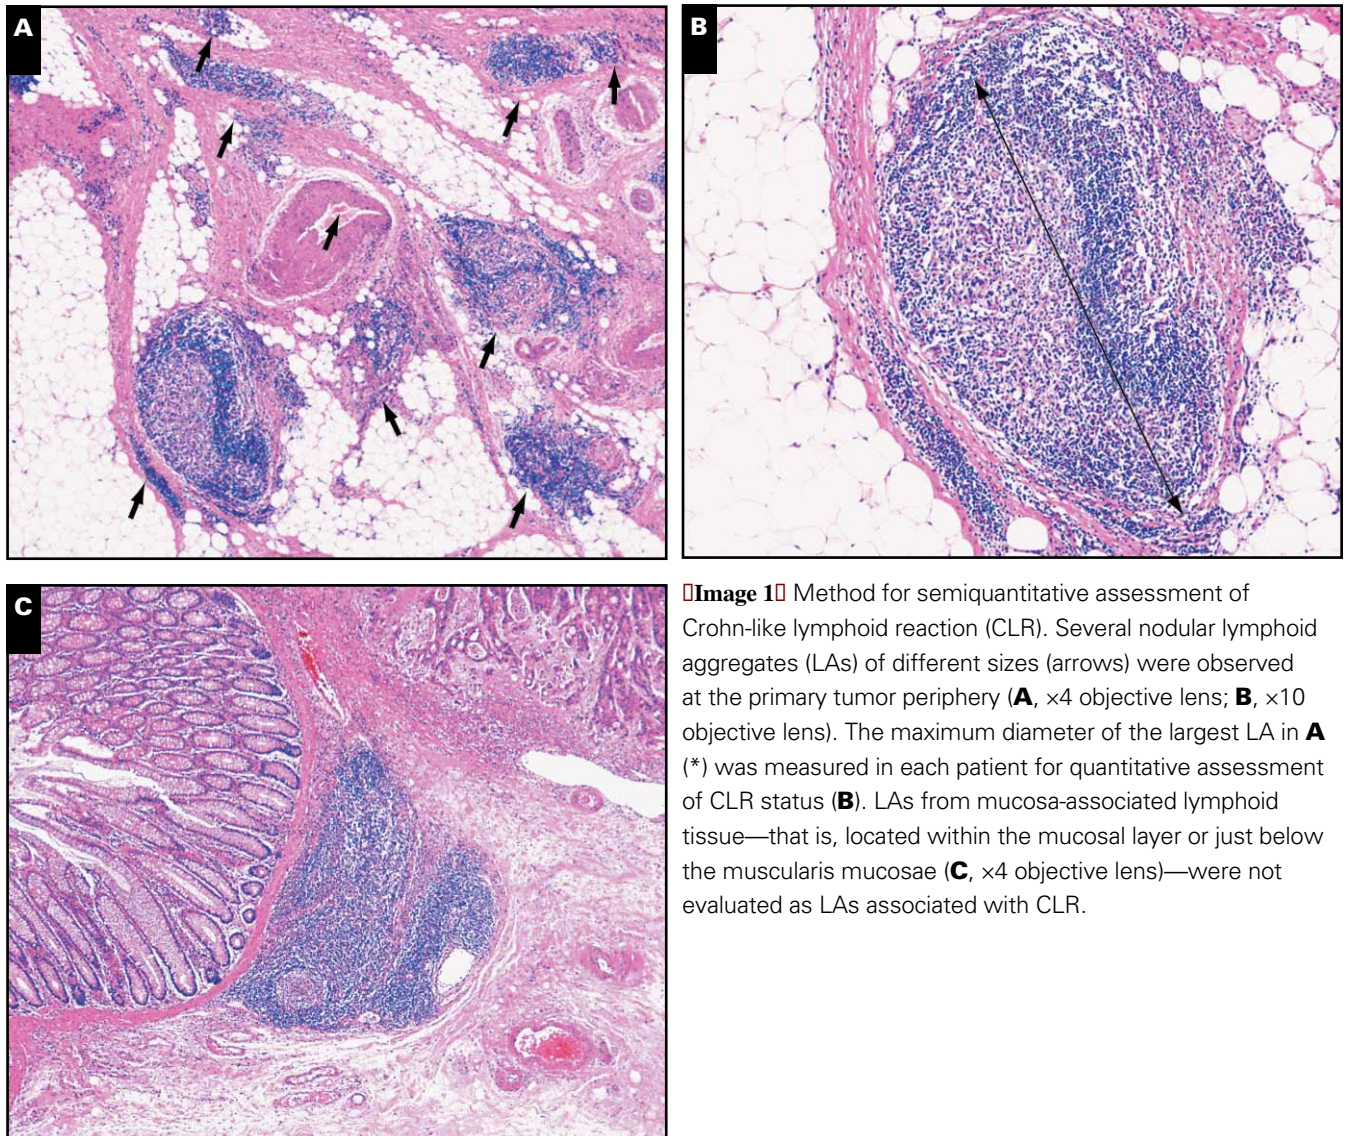 A
B
C
Image 1 Method for semiquantitative assessment of
Crohn-like lymphoid reaction (CLR). Several nodular lymphoid
aggregates (LAs) of different sizes (arrows) were observed
at the primary tumor periphery (A, ×4 objective lens; B, ×10
objective lens). The maximum diameter of the largest LA in A
(*) was measured in each patient for quantitative assessment
of CLR status (B). LAs from mucosa-associated lymphoid
tissue—that is, located within the mucosal layer or just below
the muscularis mucosae (C, ×4 objective lens)—were not
evaluated as LAs associated with CLR.